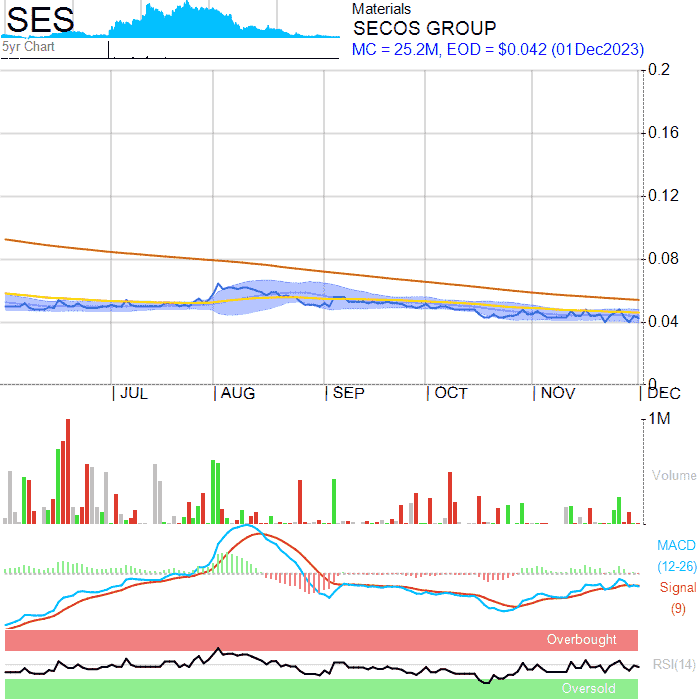 SES
5yr Chart
Materials
SECOS GROUP
MC = 25.2M, EOD = $0.042 (01Dec2023)
0.2
0.16
0.12
0.08
0.04
0
JUL
AUG
SEP
OCT
NOV
DEC
1M
Volume
MACD
(12-26)
Signal
(9)
Overbought
RSI(14)
Oversold